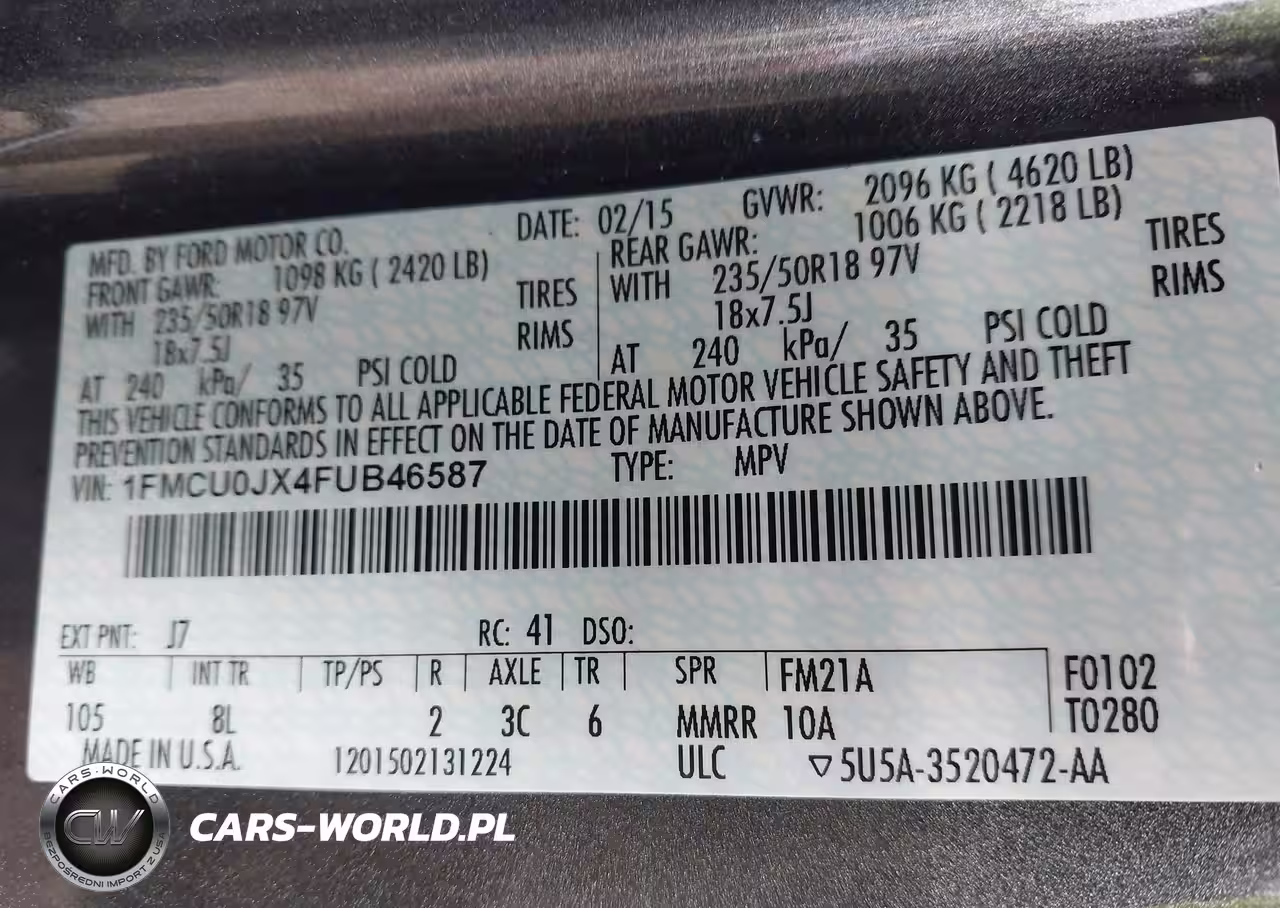 MFD. BY FORD MOTOR CO. DATE: 02/15 GVWR: 2096 KG ( 4620 LB)
FRONT GAWR: 1098 KG ( 2420 LB) REAR GAWR: 1006 KG ( 2218 LB)
WITH 235/50R18 97V TIRES WITH 235/50R18 97V TIRES
18x7.5J RIMS 18x7.5J RIMS
AT 240 kPa/ 35 PSI COLD AT 240 kPa/ 35 PSI COLD
THIS VEHICLE CONFORMS TO ALL APPLICABLE FEDERAL MOTOR VEHICLE SAFETY AND THEFT
PREVENTION STANDARDS IN EFFECT ON THE DATE OF MANUFACTURE SHOWN ABOVE.
VIN: 1FMCU0JX4FUB46587 TYPE: MPV
EXT PNT: J7 RC: 41 DSO:
WB INT TR TP/PS R AXLE TR SPR FM21A F0102
105 8L 2 3C 6 MMRR 10A T0280
MADE IN U.S.A. 1201502131224 ULC ▽5U5A-3520472-AA
CARS-WORLD
CW
BEZPOŚREDNI IMPORT Z USA
CARS-WORLD.PL